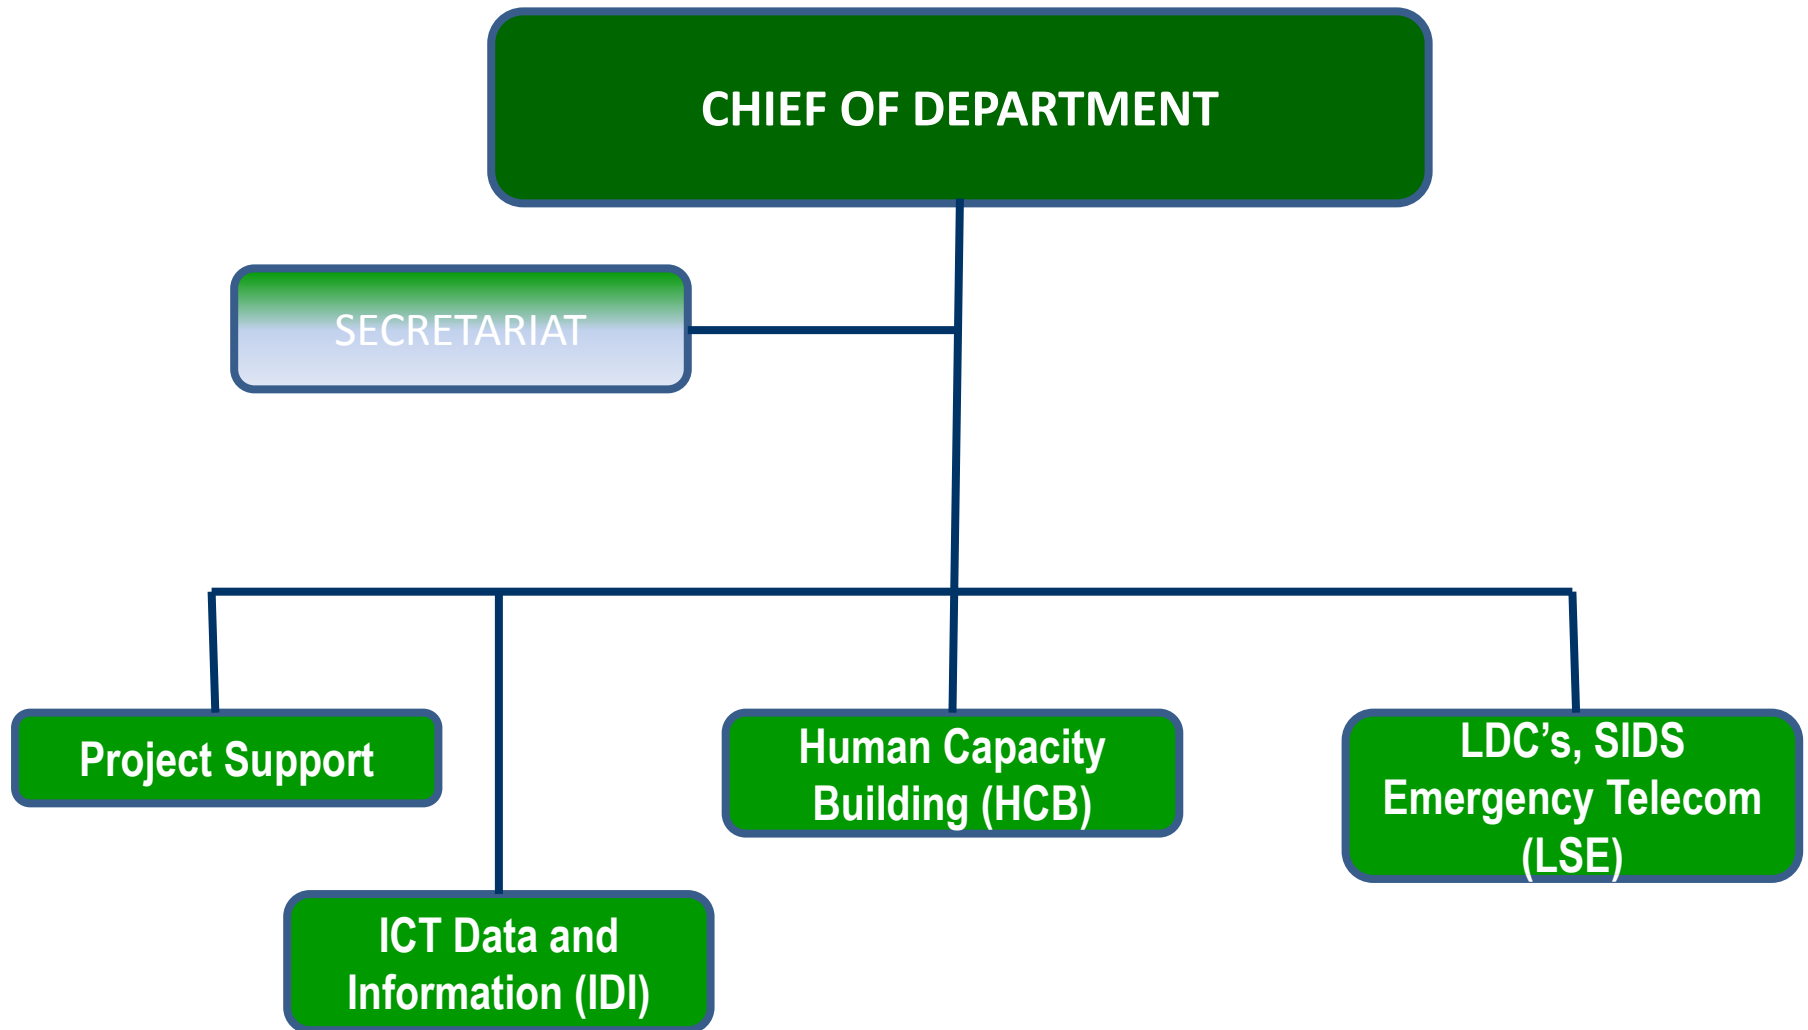 CHIEF OF DEPARTMENT
SECRETARIAT
Project Support
Human Capacity
Building (HCB)
LDC’s, SIDS
Emergency Telecom
(LSE)
ICT Data and
Information (IDI)